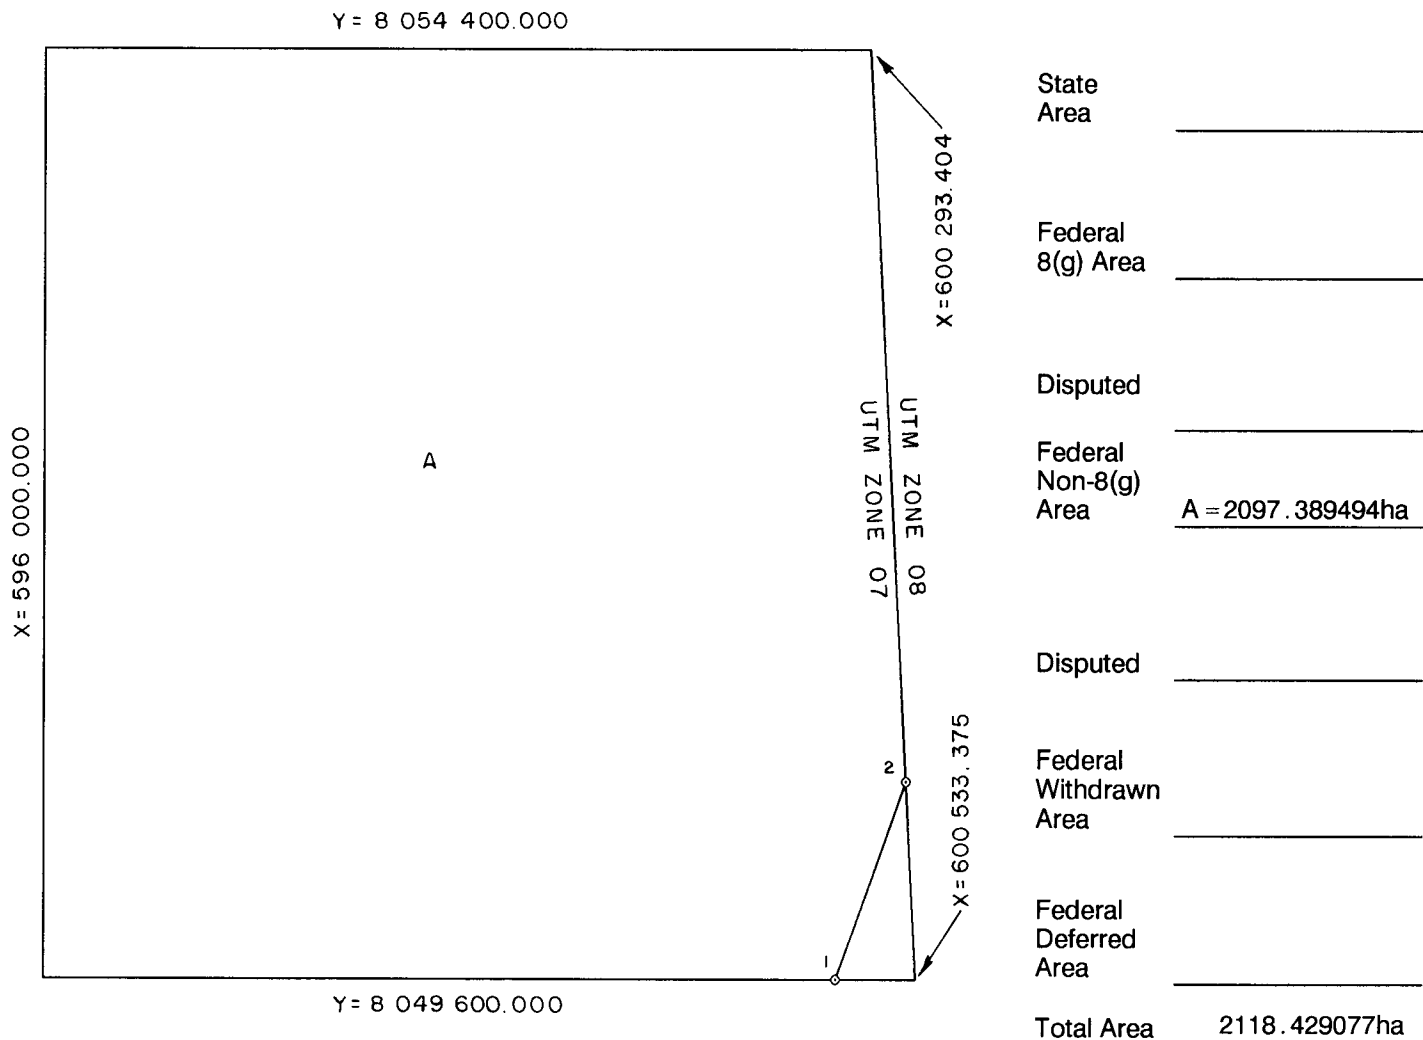 Y= 8 054 400.000
X=600 293.404
X= 596 000.000
A
UTM ZONE 08
UTM ZONE 07
2
X=600 533.375
1
Y= 8 049 600.000
State
Area
Federal
8(g) Area
Disputed
Federal
Non-8(g)
Area A =2097.389494ha
Disputed
Federal
Withdrawn
Area
Federal
Deferred
Area
Total Area 2118.429077ha